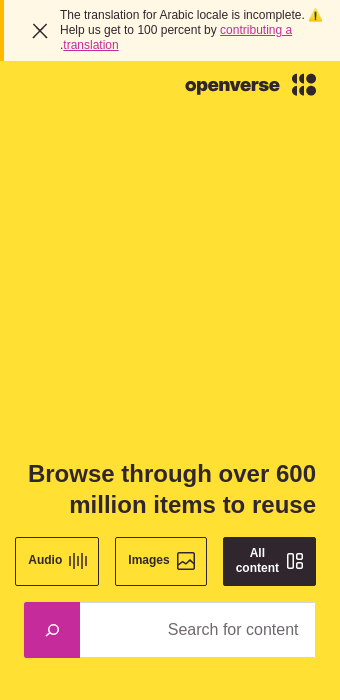 The translation for Arabic locale is incomplete. ⚠️
Help us get to 100 percent by contributing a
.translation
openverse
Browse through over 600
million items to reuse
All
content
Images
Audio
Search for content